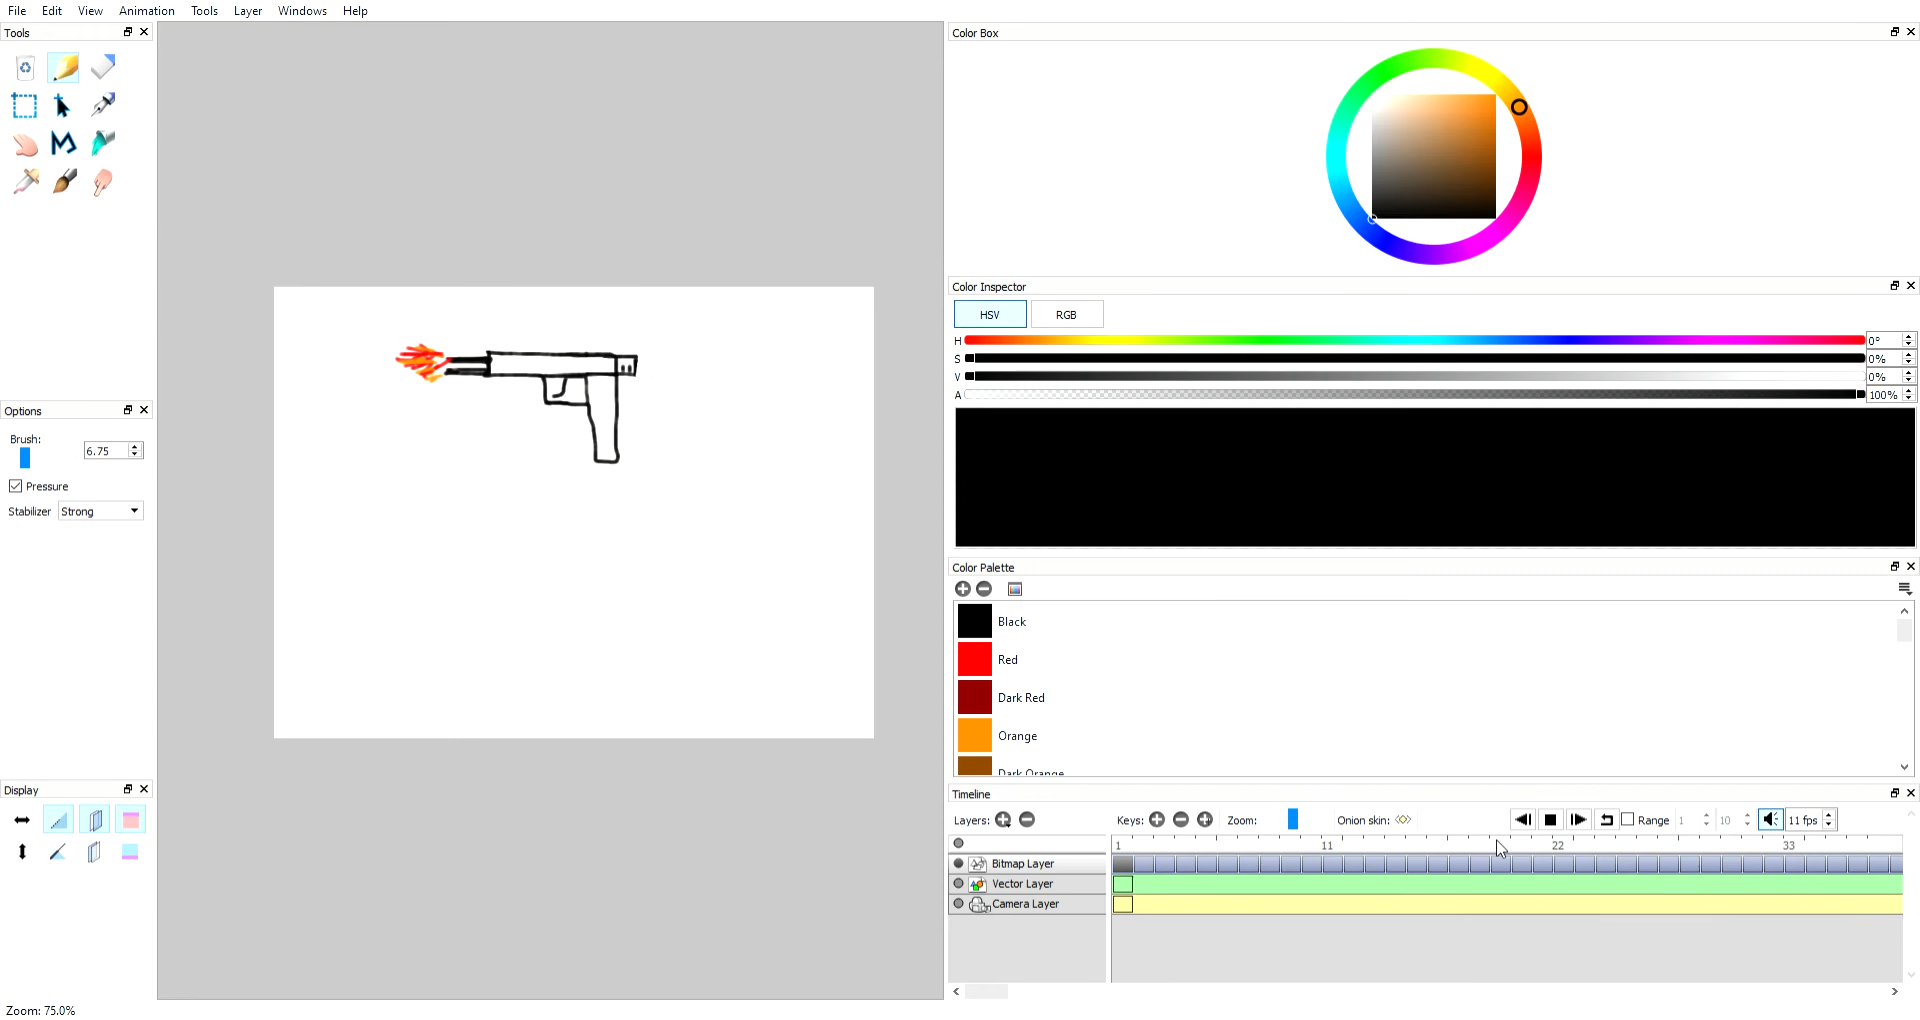 File Edit View Animation Tools Layer Windows Help
Tools
Options
Brush:
6.75
Pressure
Stabilizer Strong
Display
Zoom: 75.0%
Color Box
Color Inspector
HSV RGB
H 0°
S 0%
V 0%
A 100%
Color Palette
Black
Red
Dark Red
Orange
Dark Orange
Timeline
Layers: Keys: Zoom: Onion skin: Range 1 10 11 fps
1 11 22 33
Bitmap Layer
Vector Layer
Camera Layer